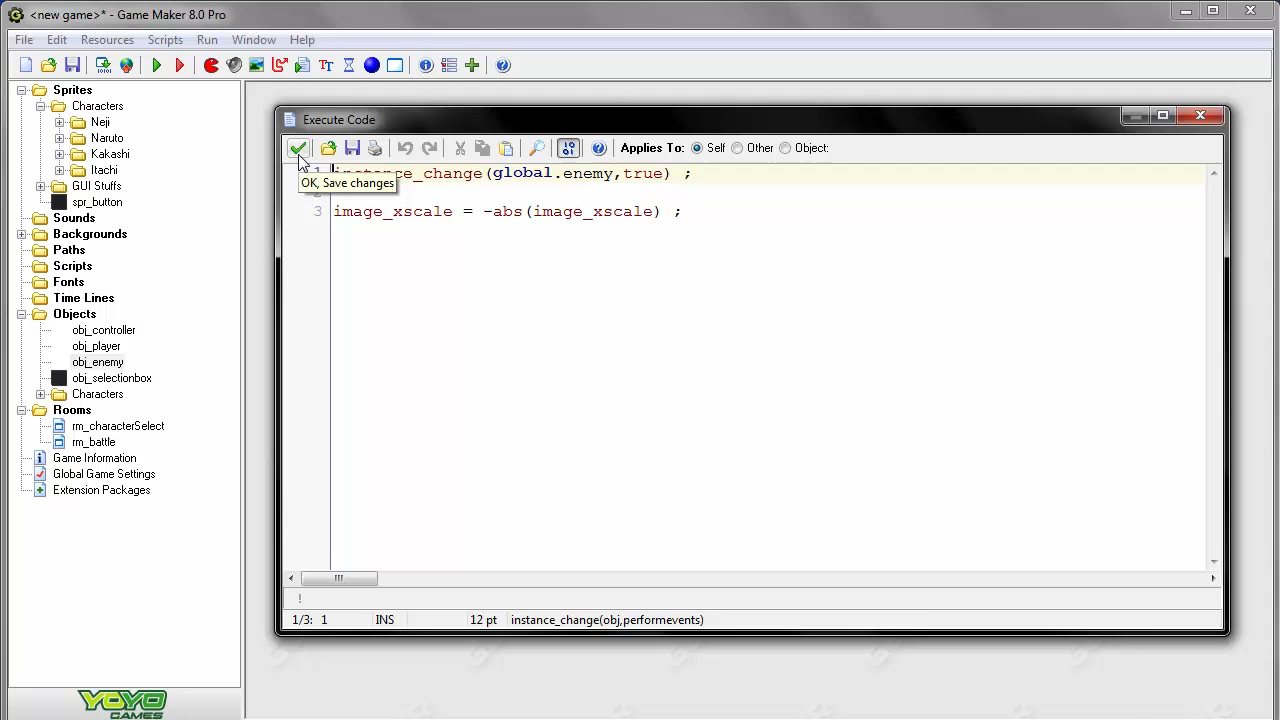 <new game>* - Game Maker 8.0 Pro
File Edit Resources Scripts Run Window Help
Sprites
Characters
Neji
Naruto
Kakashi
Itachi
GUI Stuffs
spr_button
Sounds
Backgrounds
Paths
Scripts
Fonts
Time Lines
Objects
obj_controller
obj_player
obj_enemy
obj_selectionbox
Characters
Rooms
rm_characterSelect
rm_battle
Game Information
Global Game Settings
Extension Packages
YOYO
GAMES
Execute Code
Applies To: Self Other Object:
1 instance_change(global.enemy,true) ;
OK, Save changes
3 image_xscale = -abs(image_xscale) ;
1/3: 1 INS 12 pt instance_change(obj,performevents)